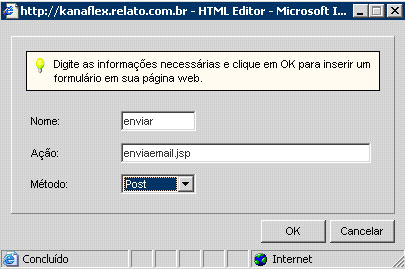 http://kanaflex.relato.com.br - HTML Editor - Microsoft I...
Digite as informações necessárias e clique em OK para inserir um
formulário em sua página web.
Nome: enviar
Ação: enviaemail.jsp
Método: Post
OK Cancelar
Concluído Internet